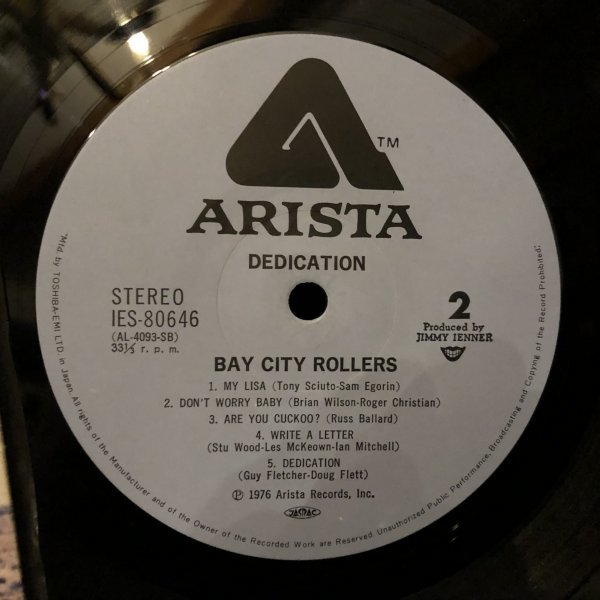 TM
ARISTA
DEDICATION
STEREO
IES-80646
(AL-4093-SB)
33⅓ r. p. m.
2
Produced by
JIMMY IENNER
BAY CITY ROLLERS
1. MY LISA (Tony Sciuto-Sam Egorin)
2. DON'T WORRY BABY (Brian Wilson-Roger Christian)
3. ARE YOU CUCKOO? (Russ Ballard)
4. WRITE A LETTER
(Stu Wood-Les McKeown-Ian Mitchell)
5. DEDICATION
(Guy Fletcher-Doug Flett)
Ⓟ 1976 Arista Records, Inc.
JASRAC
"Mfd. by TOSHIBA-EMI LTD. in Japan. All rights of the Manufacturer and of the Owner of the Recorded Work are Reserved. Unauthorized Public Performance, Broadcasting and Copying of the Record Prohibited;